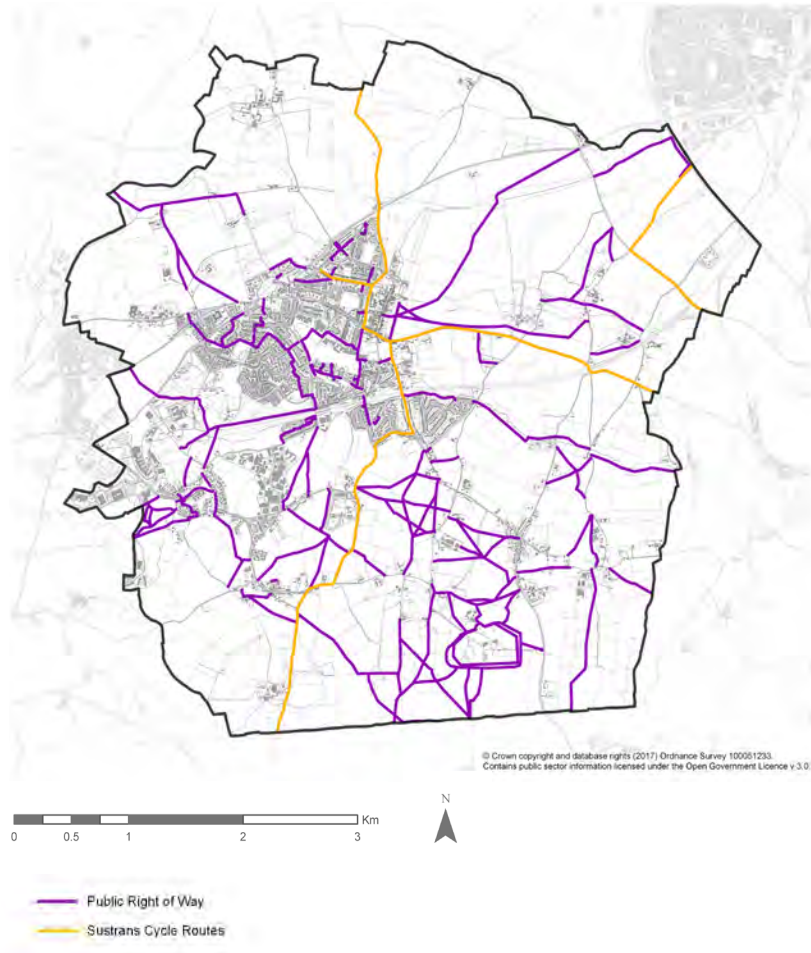 © Crown copyright and database rights (2017) Ordnance Survey 100051233.
Contains public sector information licensed under the Open Government Licence v.3.0
N
Km
0 0.5 1 2 3
Public Right of Way
Sustrans Cycle Routes